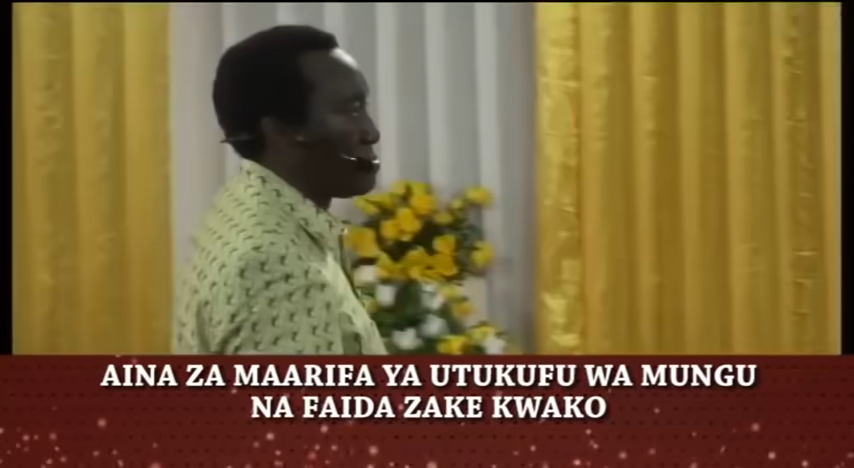 AINA ZA MAARIFA YA UTUKUFU WA MUNGU
NA FAIDA ZAKE KWAKO